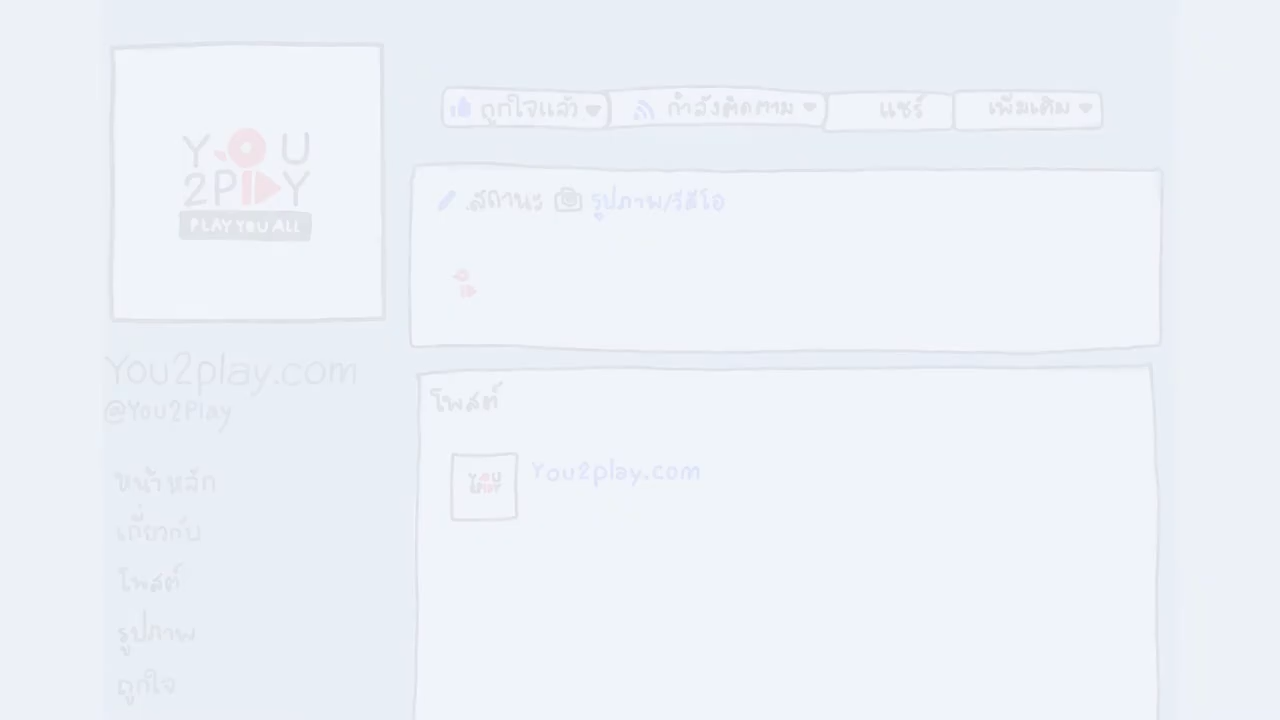 YOU
2PLAY
PLAY YOU ALL
ถูกใจแล้ว
กำลังติดตาม
แชร์
เพิ่มเติม
สถานะ รูปภาพ/วีดีโอ
You2play.com
@You2Play
โพสต์
YOU
2PLAY
You2play.com
หน้าหลัก
เกี่ยวกับ
โพสต์
รูปภาพ
ถูกใจ